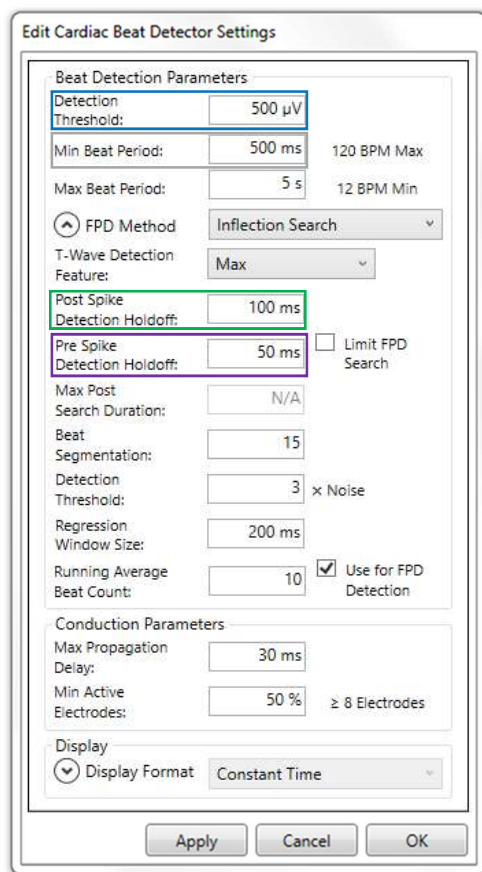 Edit Cardiac Beat Detector Settings
Beat Detection Parameters
Detection
Threshold:
500 µV
Min Beat Period:
500 ms
120 BPM Max
Max Beat Period:
5 s
12 BPM Min
FPD Method
Inflection Search
T-Wave Detection
Feature:
Max
Post Spike
Detection Holdoff:
100 ms
Pre Spike
Detection Holdoff:
50 ms
Limit FPD
Search
Max Post
Search Duration:
N/A
Beat
Segmentation:
15
Detection
Threshold:
3
× Noise
Regression
Window Size:
200 ms
Running Average
Beat Count:
10
Use for FPD
Detection
Conduction Parameters
Max Propagation
Delay:
30 ms
Min Active
Electrodes:
50 %
≥ 8 Electrodes
Display
Display Format
Constant Time
Apply
Cancel
OK